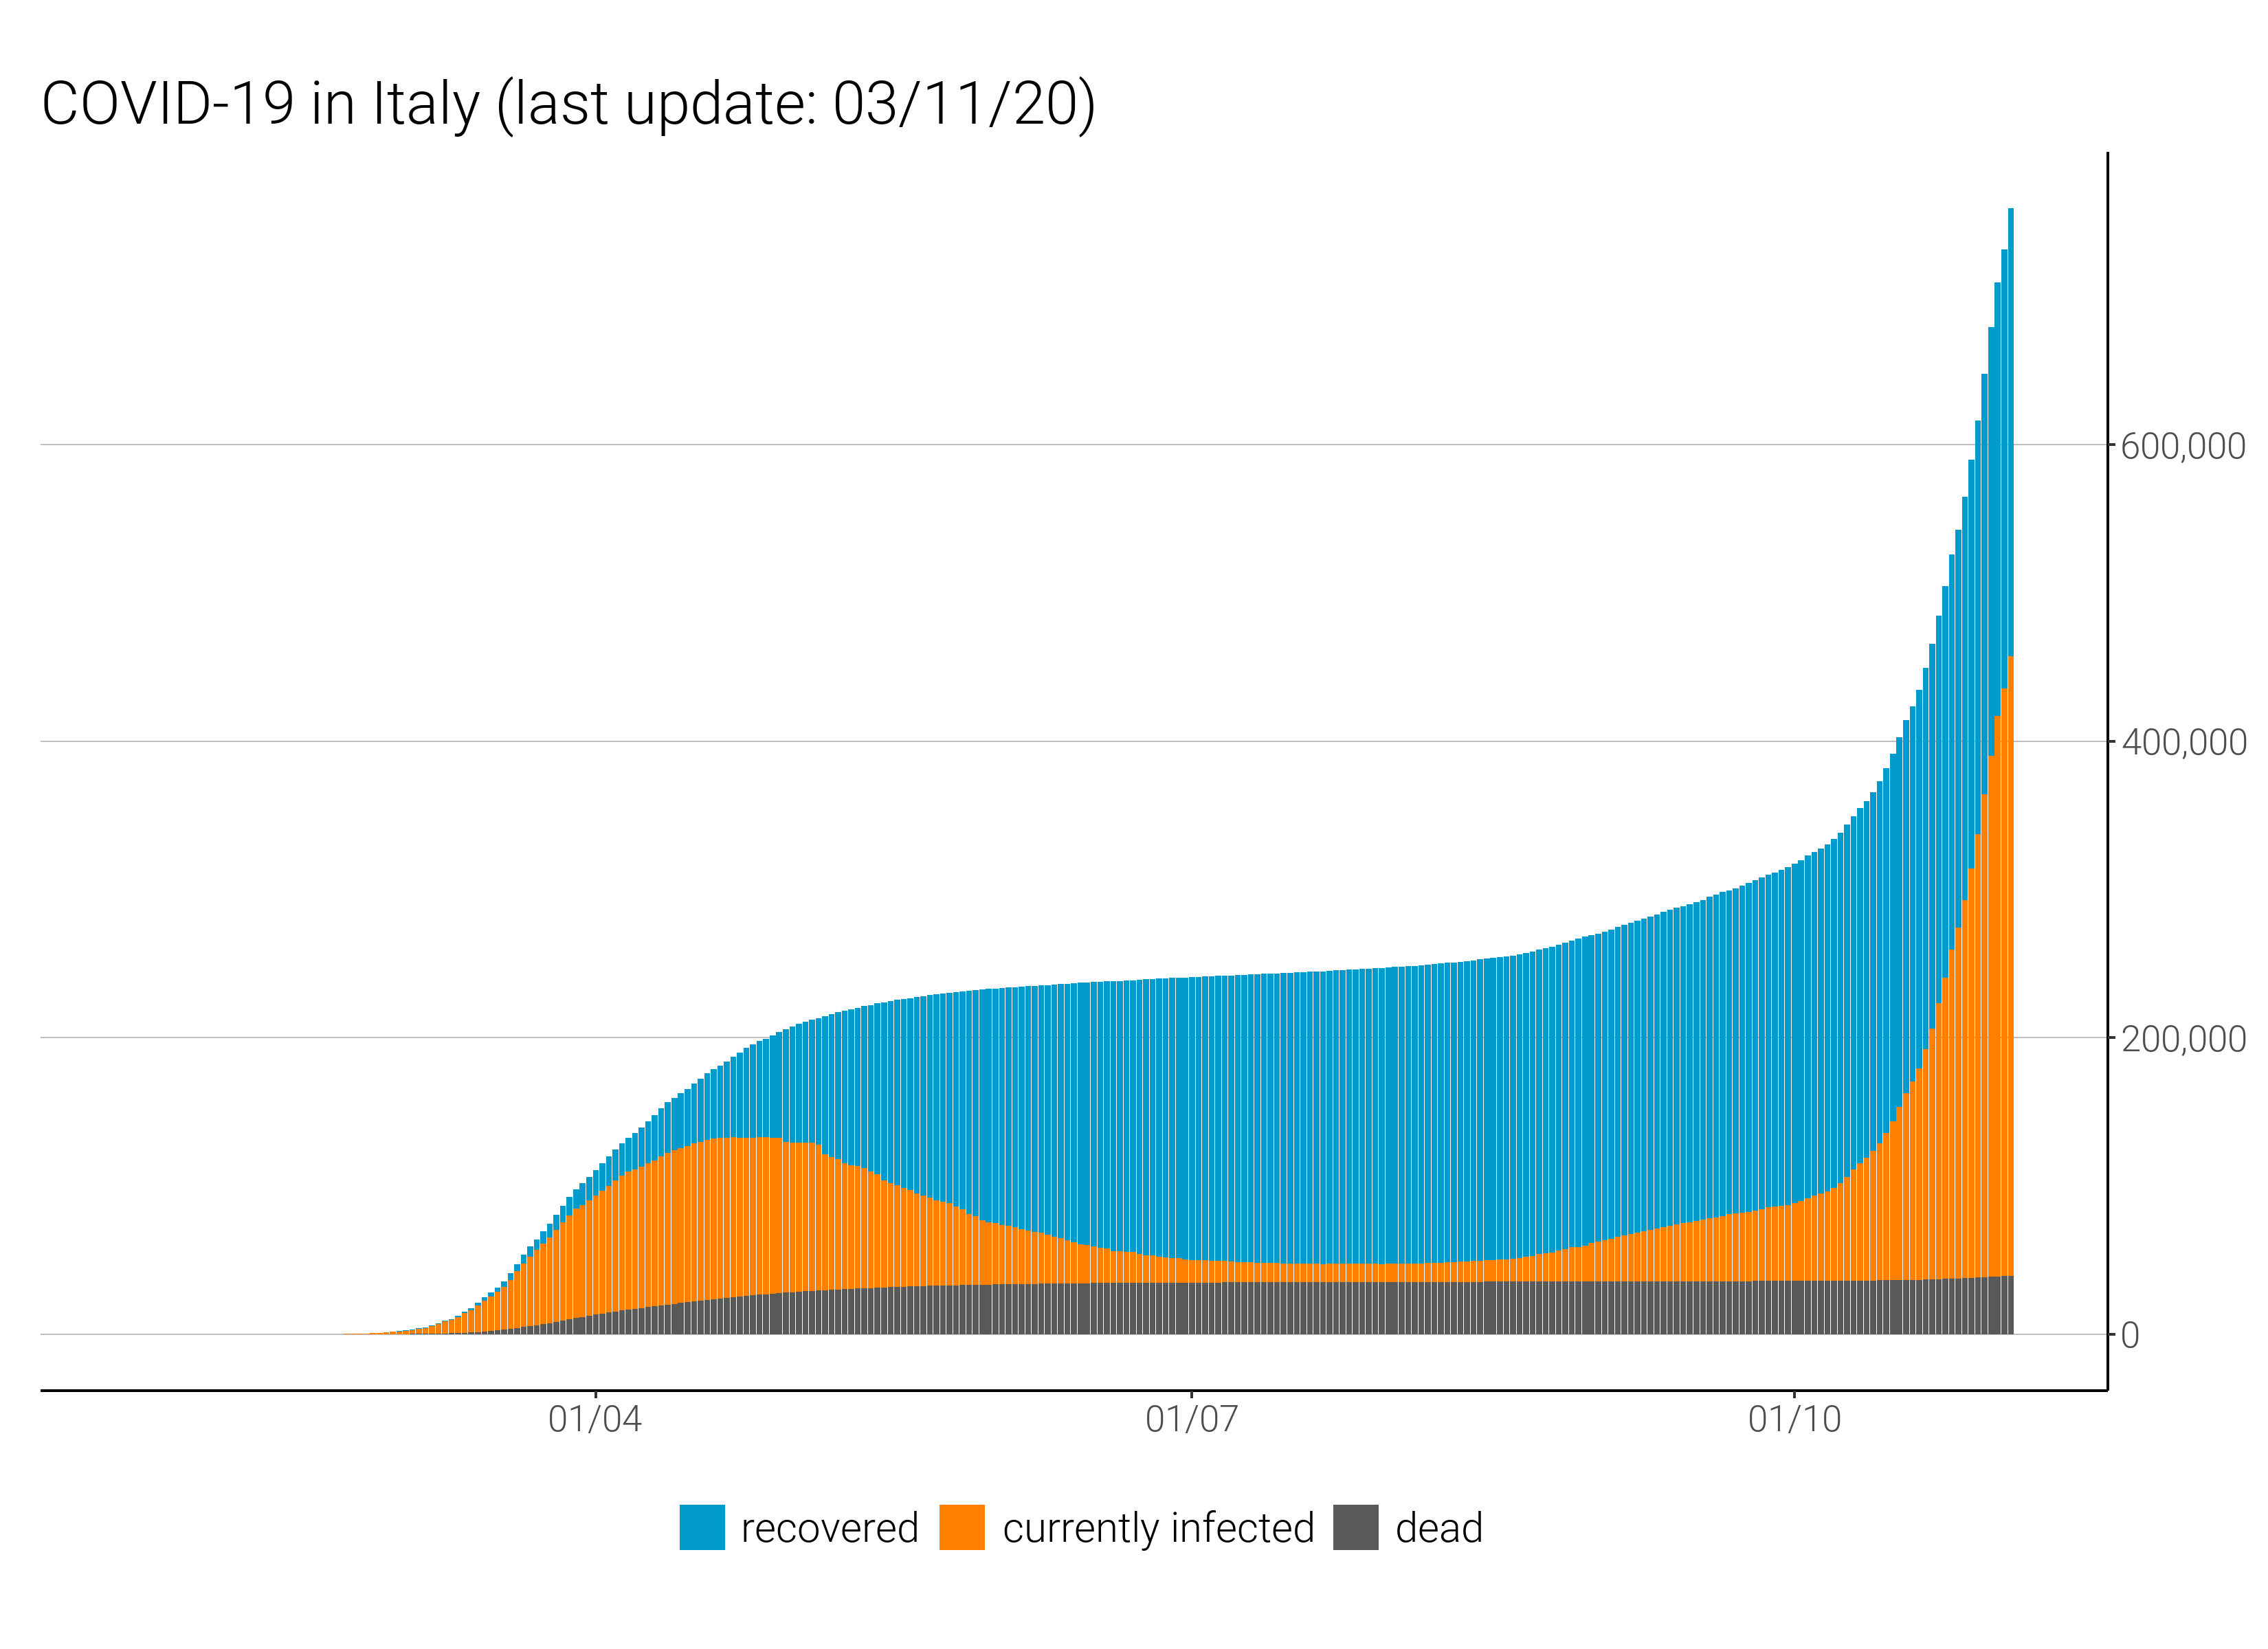 COVID-19 in Italy (last update: 03/11/20)
600,000
400,000
200,000
0
01/04 01/07 01/10
recovered currently infected dead